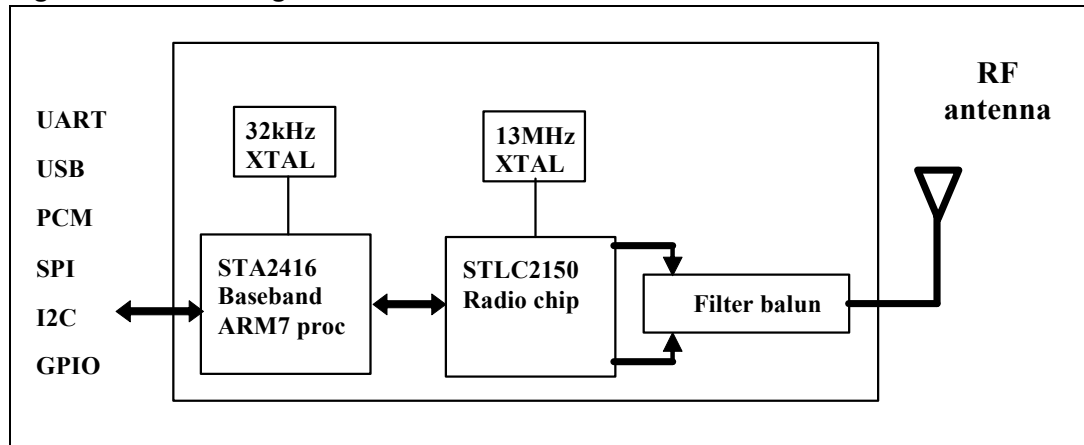 UART
USB
PCM
SPI
I2C
GPIO
32kHz
XTAL
13MHz
XTAL
STA2416
Baseband
ARM7 proc
STLC2150
Radio chip
Filter balun
RF
antenna